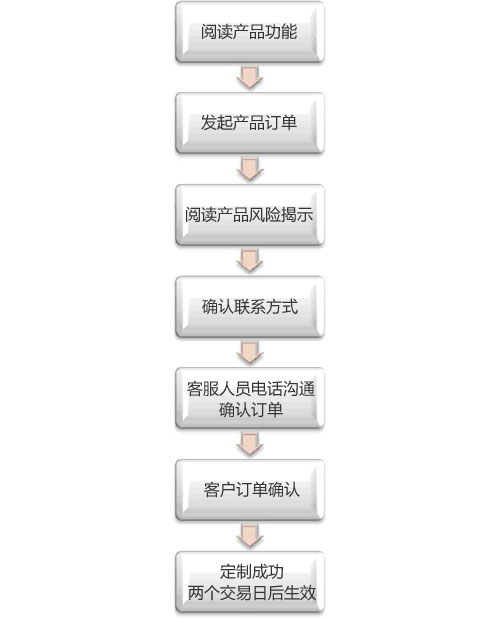 阅读产品功能
发起产品订单
阅读产品风险揭示
确认联系方式
客服人员电话沟通
确认订单
客户订单确认
定制成功
两个交易日后生效